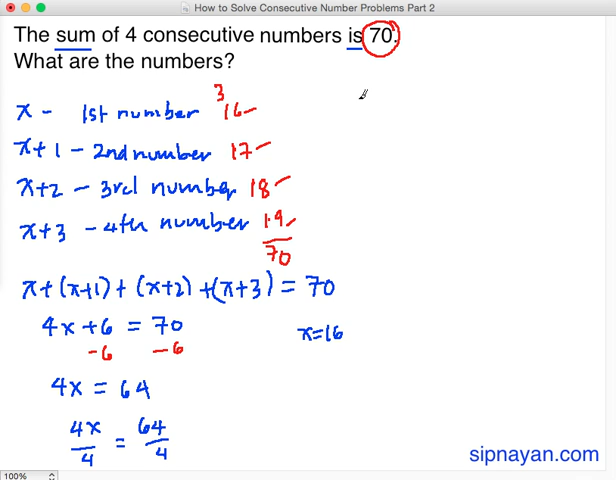 How to Solve Consecutive Number Problems Part 2
The sum of 4 consecutive numbers is 70.
What are the numbers?
3
x - 1st number 16
x+1 - 2nd number 17
x+2 - 3rd number 18
x+3 - 4th number 19
70
x+(x+1)+(x+2)+(x+3)=70
4x+6=70
x=16
-6 -6
4x=64
4x/4=64/4
sipnayan.com
100%